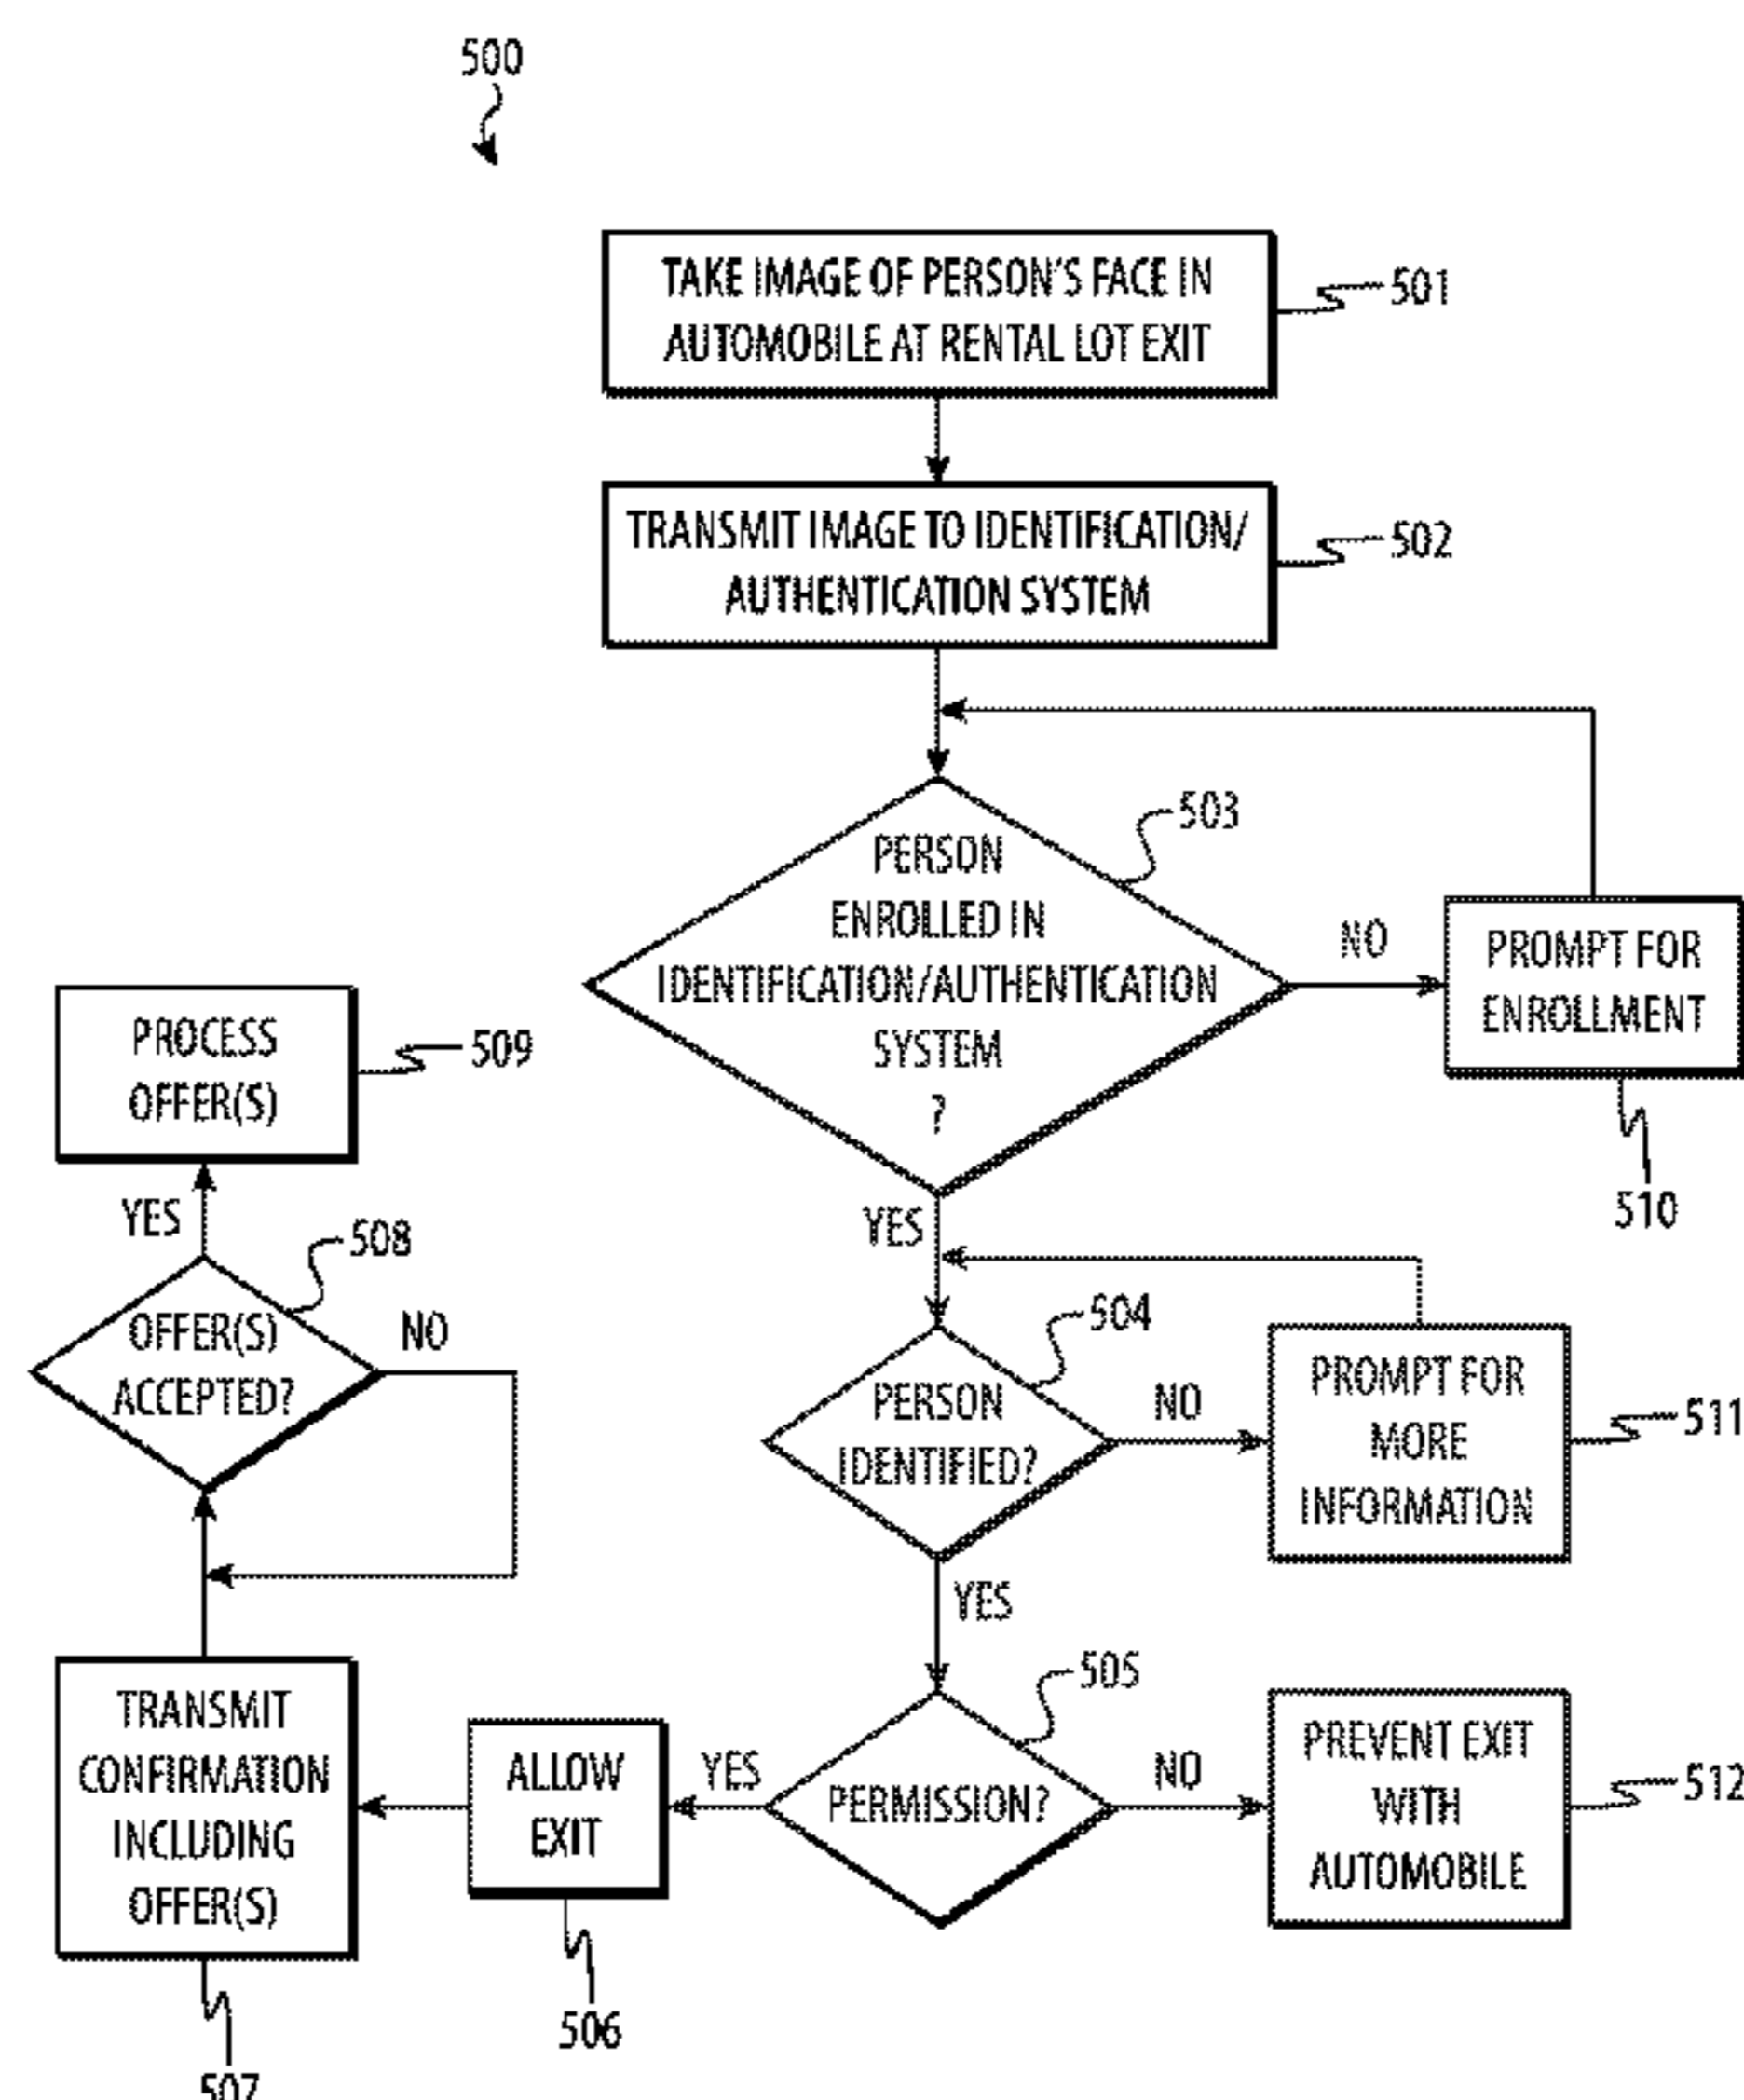 500
TAKE IMAGE OF PERSON'S FACE IN
AUTOMOBILE AT RENTAL LOT EXIT
501
TRANSMIT IMAGE TO IDENTIFICATION/
AUTHENTICATION SYSTEM
502
PERSON
ENROLLED IN
IDENTIFICATION/AUTHENTICATION
SYSTEM
?
503
NO
PROMPT FOR
ENROLLMENT
510
YES
PERSON
IDENTIFIED?
504
NO
PROMPT FOR
MORE
INFORMATION
511
YES
PERMISSION?
505
NO
PREVENT EXIT
WITH
AUTOMOBILE
512
YES
ALLOW
EXIT
506
TRANSMIT
CONFIRMATION
INCLUDING
OFFER(S)
507
OFFER(S)
ACCEPTED?
508
NO
YES
PROCESS
OFFER(S)
509